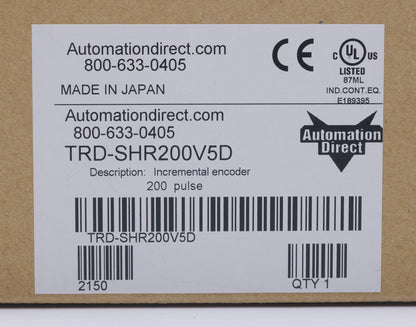 Automationdirect.com
800-633-0405
MADE IN JAPAN
CE
C UL US
LISTED
87ML
IND.CONT.EQ.
E189395
Automationdirect.com
800-633-0405
TRD-SHR200V5D
Description: Incremental encoder
200 pulse
Automation
Direct
TRD-SHR200V5D
2150
QTY 1